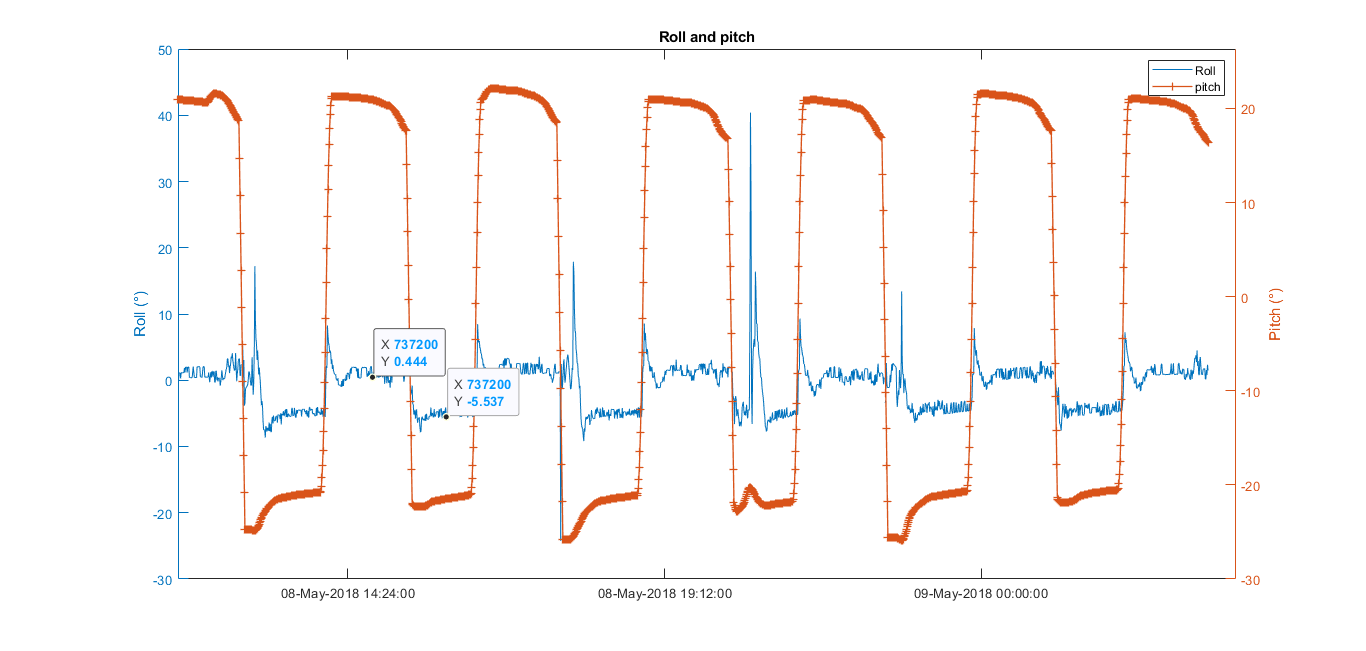 Roll and pitch
Roll
pitch
50
40
30
20
10
0
-10
-20
-30
Roll (°)
X 737200
Y 0.444
X 737200
Y -5.537
20
10
0
-10
-20
-30
Pitch (°)
08-May-2018 14:24:00
08-May-2018 19:12:00
09-May-2018 00:00:00